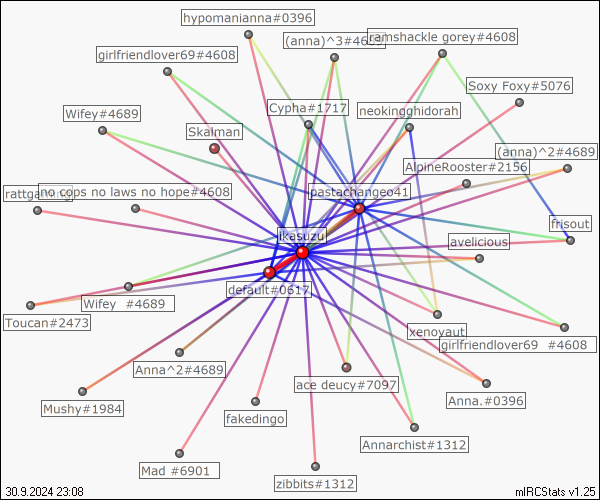 hypomanianna#0396
(anna)^3#4689
ramshackle gorey#4608
girlfriendlover69#4608
Soxy Foxy#5076
Wifey#4689
Cypha#1717
neokingghidorah
Skalman
(anna)^2#4689
AlpineRooster#2156
rattgaming
no cops no laws no hope#4608
pastachangeo41
frisout
ikasuzu
avelicious
default#0617
Wifey #4689
Toucan#2473
xenoyaut
girlfriendlover69 #4608
Anna^2#4689
ace deucy#7097
Anna.#0396
Mushy#1984
fakedingo
Annarchist#1312
Mad #6901
zibbits#1312
30.9.2024 23:08
mIRCStats v1.25